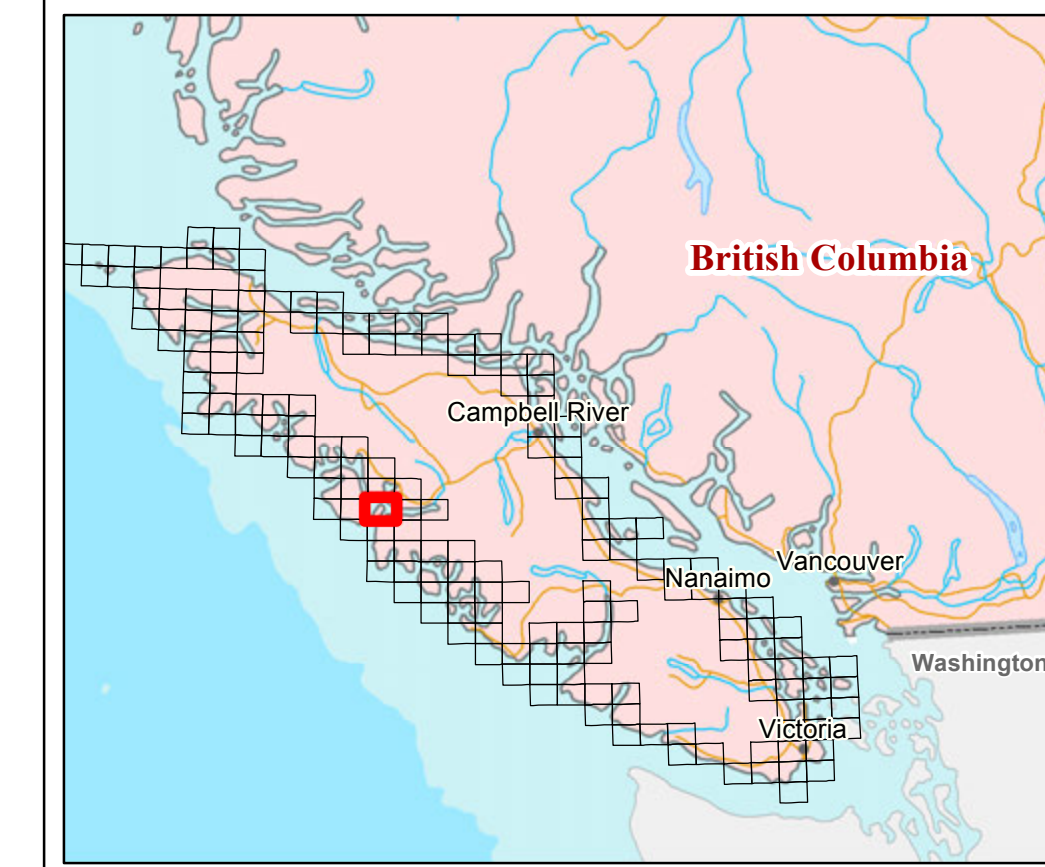 British Columbia
Campbell River
Vancouver
Nanaimo
Washington
Victoria